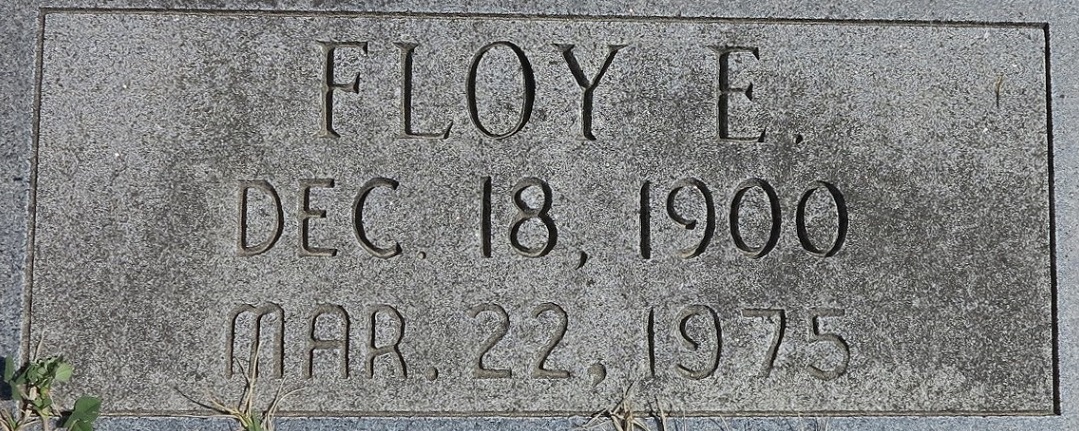 FLOY E.
DEC. 18, 1900
MAR. 22, 1975